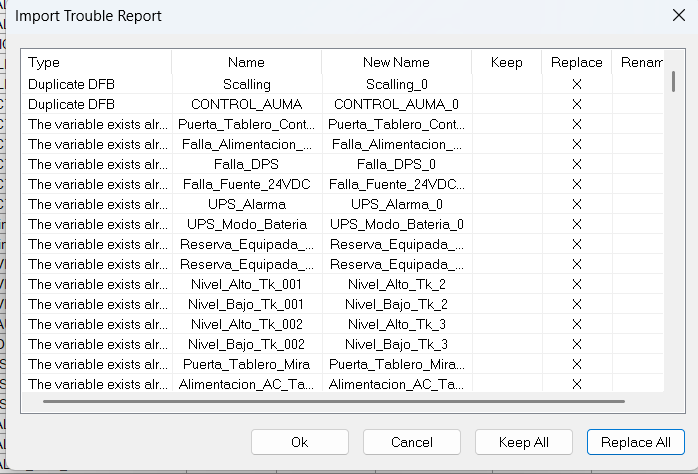 Import Trouble Report
Type Name New Name Keep Replace Renam
Duplicate DFB Scalling Scalling_0 X
Duplicate DFB CONTROL_AUMA CONTROL_AUMA_0 X
The variable exists alr... Puerta_Tablero_Cont... Puerta_Tablero_Cont... X
The variable exists alr... Falla_Alimentacion_... Falla_Alimentacion_... X
The variable exists alr... Falla_DPS Falla_DPS_0 X
The variable exists alr... Falla_Fuente_24VDC Falla_Fuente_24VDC... X
The variable exists alr... UPS_Alarma UPS_Alarma_0 X
The variable exists alr... UPS_Modo_Bateria UPS_Modo_Bateria_0 X
The variable exists alr... Reserva_Equipada_... Reserva_Equipada_... X
The variable exists alr... Reserva_Equipada_... Reserva_Equipada_... X
The variable exists alr... Nivel_Alto_Tk_001 Nivel_Alto_Tk_2 X
The variable exists alr... Nivel_Bajo_Tk_001 Nivel_Bajo_Tk_2 X
The variable exists alr... Nivel_Alto_Tk_002 Nivel_Alto_Tk_3 X
The variable exists alr... Nivel_Bajo_Tk_002 Nivel_Bajo_Tk_3 X
The variable exists alr... Puerta_Tablero_Mira Puerta_Tablero_Mira... X
The variable exists alr... Alimentacion_AC_Ta... Alimentacion_AC_Ta... X
Ok Cancel Keep All Replace All